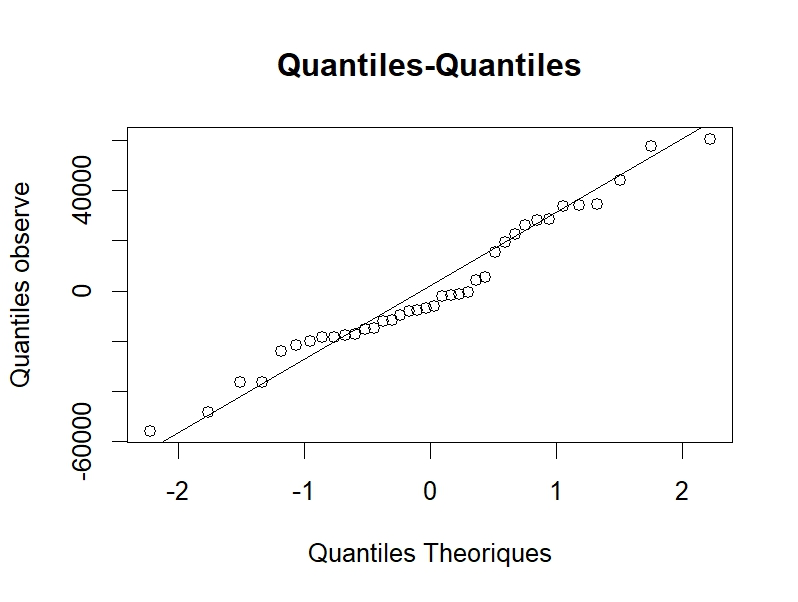 Quantiles-Quantiles
Quantiles observe
40000
0
-60000
-2
-1
0
1
2
Quantiles Theoriques